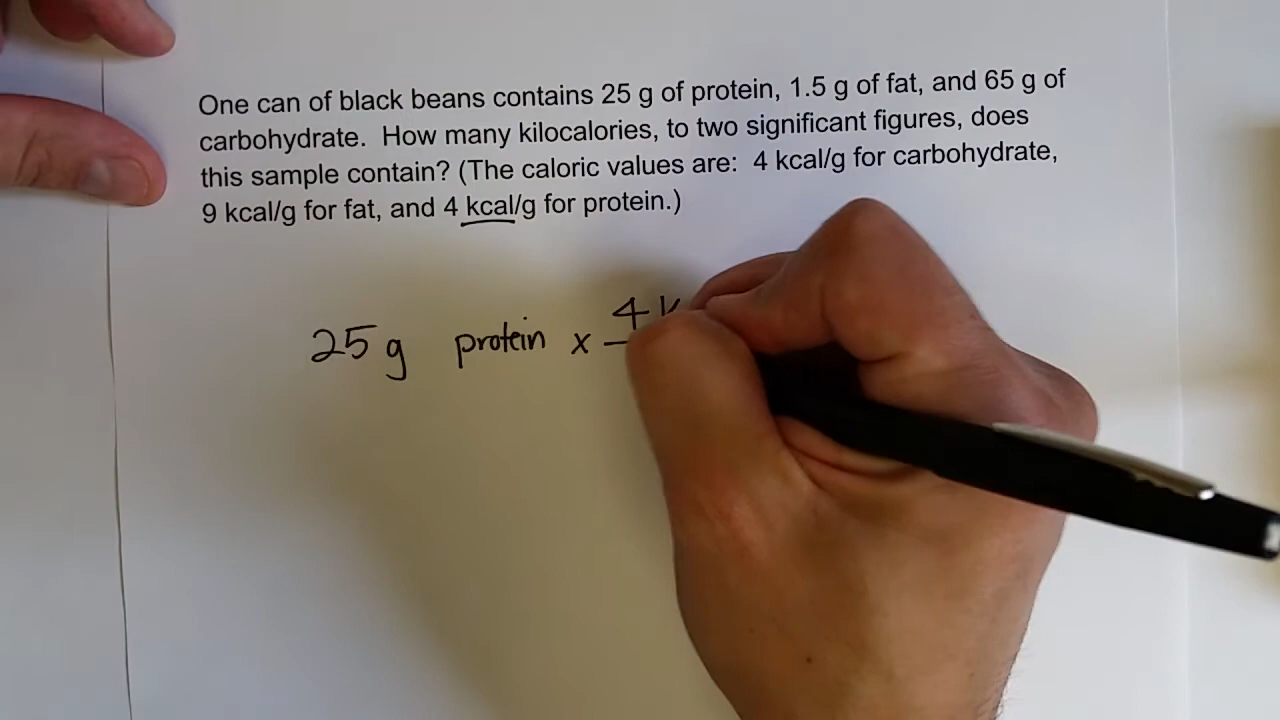 One can of black beans contains 25 g of protein, 1.5 g of fat, and 65 g of
carbohydrate. How many kilocalories, to two significant figures, does
this sample contain? (The caloric values are: 4 kcal/g for carbohydrate,
9 kcal/g for fat, and 4 kcal/g for protein.)
25 g protein x 4 k